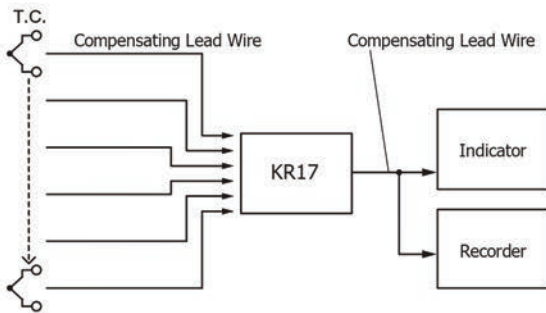 T.C.
Compensating Lead Wire
Compensating Lead Wire
KR17
Indicator
Recorder